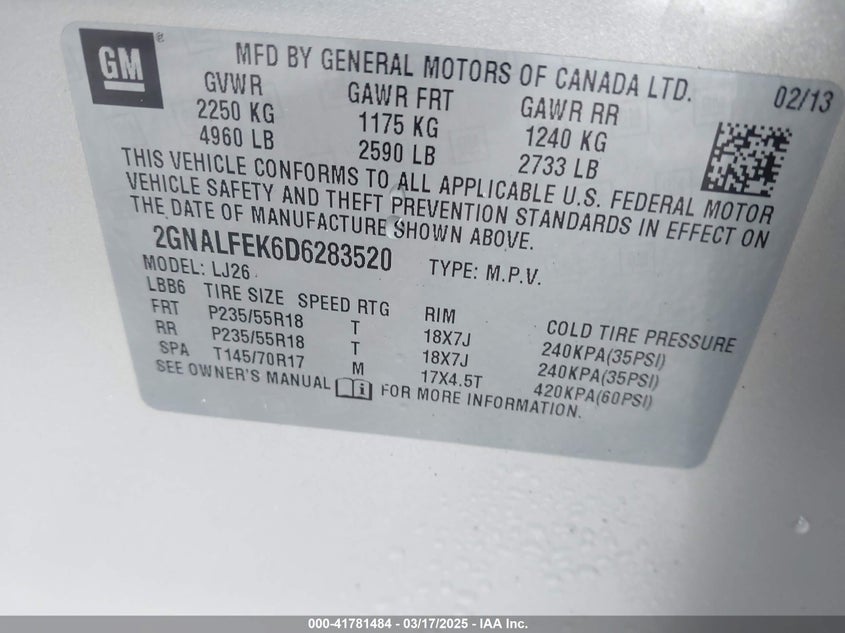 GM ®
MFD BY GENERAL MOTORS OF CANADA LTD.
02/13
GVWR GAWR FRT GAWR RR
2250 KG 1175 KG 1240 KG
4960 LB 2590 LB 2733 LB
THIS VEHICLE CONFORMS TO ALL APPLICABLE U.S. FEDERAL MOTOR
VEHICLE SAFETY AND THEFT PREVENTION STANDARDS IN EFFECT ON
THE DATE OF MANUFACTURE SHOWN ABOVE.
2GNALFEK6D6283520 TYPE: M.P.V.
MODEL: LJ26
LBB6 TIRE SIZE SPEED RTG RIM COLD TIRE PRESSURE
FRT P235/55R18 T 18X7J 240KPA(35PSI)
RR P235/55R18 T 18X7J 240KPA(35PSI)
SPA T145/70R17 M 17X4.5T 420KPA(60PSI)
SEE OWNER'S MANUAL FOR MORE INFORMATION.
000-41781484 - 03/17/2025 - IAA Inc.